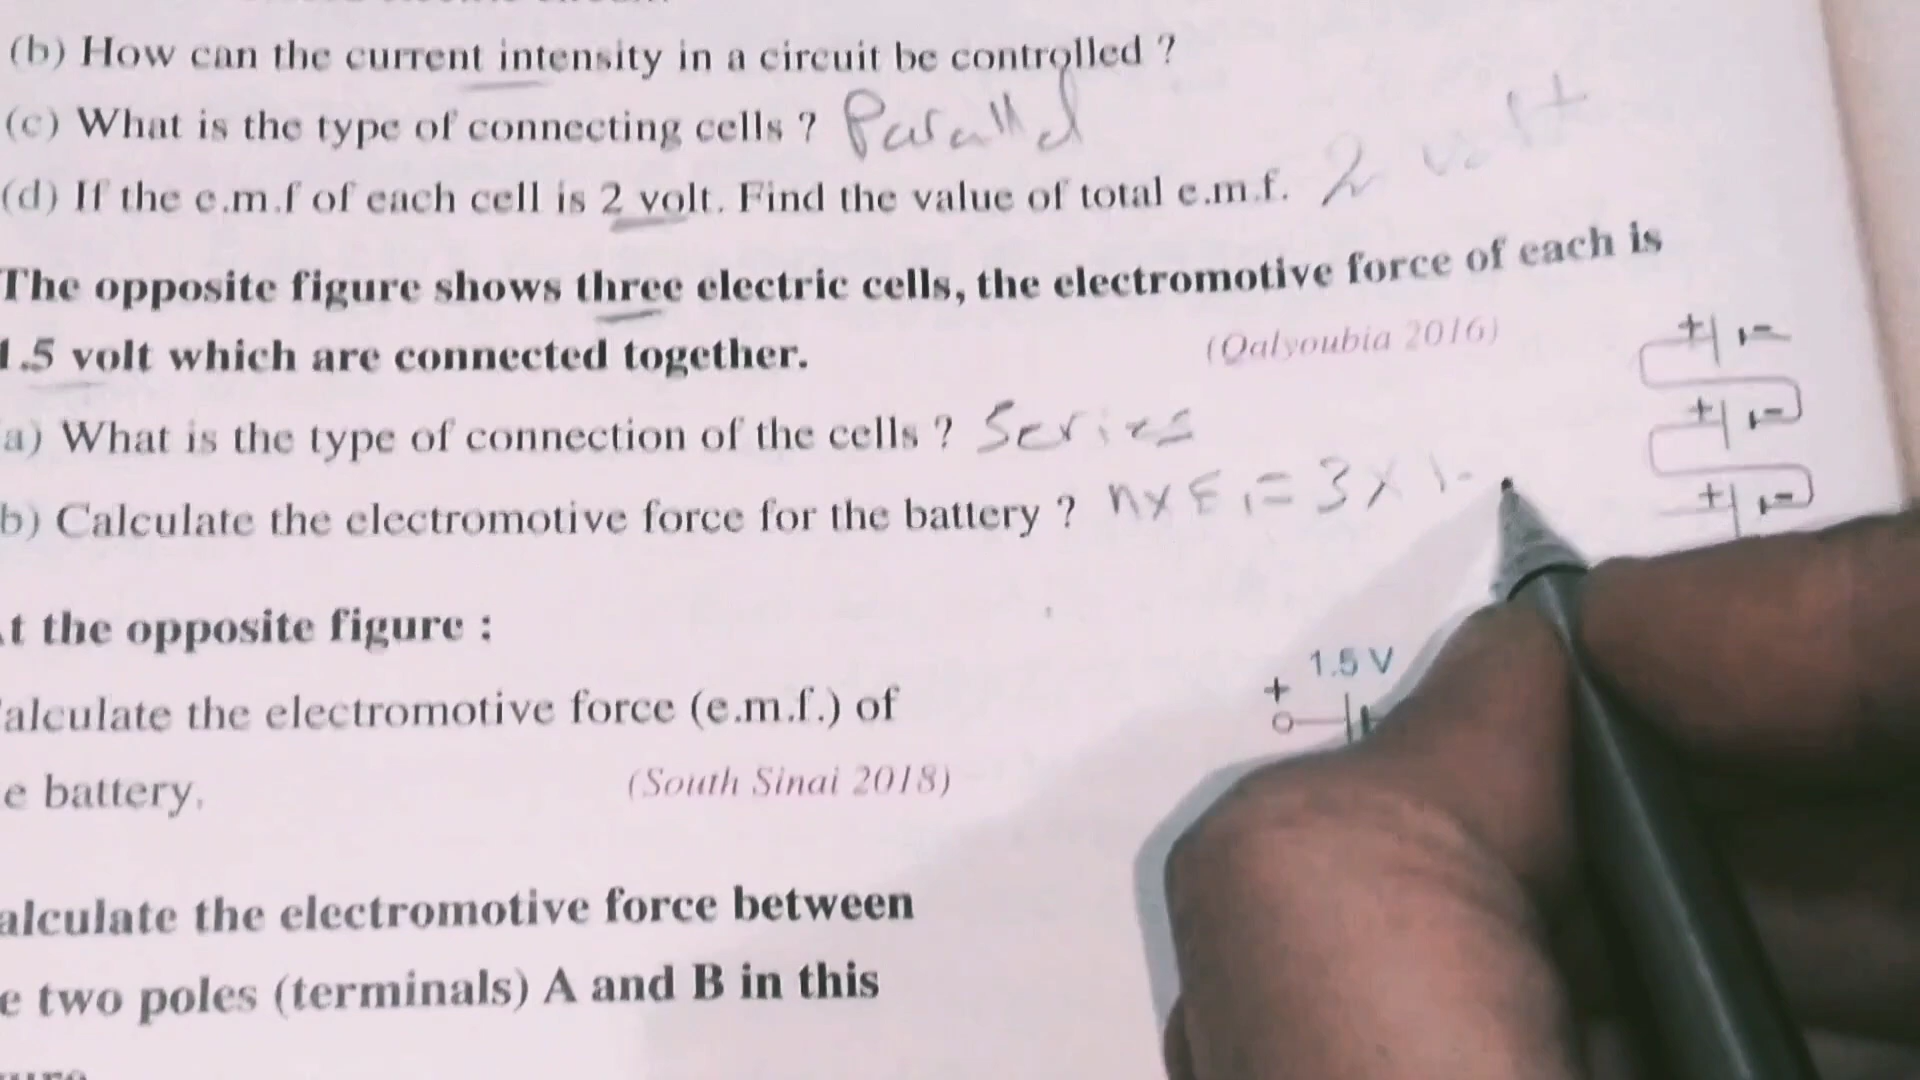 (b) How can the current intensity in a circuit be controlled ?
(c) What is the type of connecting cells ? Parallel
(d) If the e.m.f of each cell is 2 volt. Find the value of total e.m.f. 2 volt
The opposite figure shows three electric cells, the electromotive force of each is
1.5 volt which are connected together.
(Qalyoubia 2016)
a) What is the type of connection of the cells ? Series
b) Calculate the electromotive force for the battery ? n×E1 = 3 × 1.
+ -
+ -
+ -
t the opposite figure :
alculate the electromotive force (e.m.f.) of
e battery.
(South Sinai 2018)
1.5 V
+
alculate the electromotive force between
e two poles (terminals) A and B in this